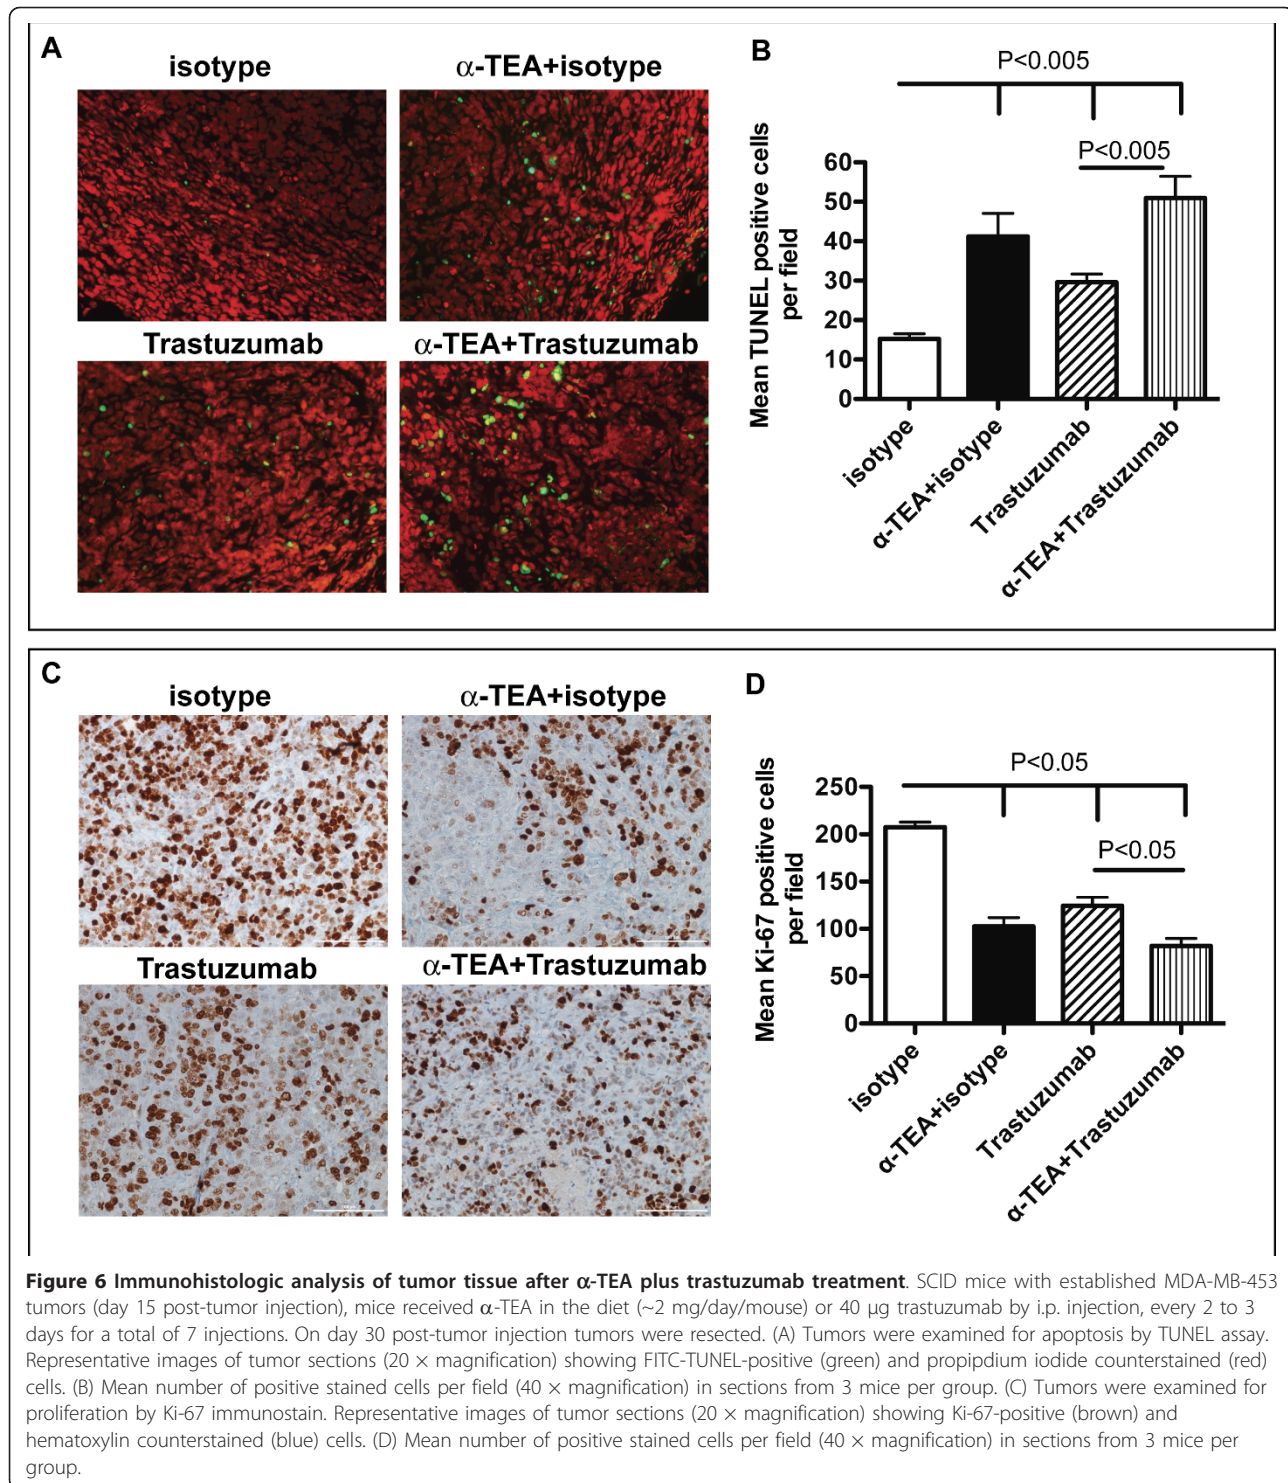 A
isotype
α-TEA+isotype
Trastuzumab
α-TEA+Trastuzumab
B
P<0.005
P<0.005
Mean TUNEL positive cells
per field
60
50
40
30
20
10
0
isotype
α-TEA+isotype
Trastuzumab
α-TEA+Trastuzumab
C
isotype
α-TEA+isotype
Trastuzumab
α-TEA+Trastuzumab
D
P<0.05
P<0.05
Mean Ki-67 positive cells
per field
250
200
150
100
50
0
isotype
α-TEA+isotype
Trastuzumab
α-TEA+Trastuzumab
Figure 6 Immunohistologic analysis of tumor tissue after α-TEA plus trastuzumab treatment. SCID mice with established MDA-MB-453
tumors (day 15 post-tumor injection), mice received α-TEA in the diet (~2 mg/day/mouse) or 40 μg trastuzumab by i.p. injection, every 2 to 3
days for a total of 7 injections. On day 30 post-tumor injection tumors were resected. (A) Tumors were examined for apoptosis by TUNEL assay.
Representative images of tumor sections (20 × magnification) showing FITC-TUNEL-positive (green) and propipdium iodide counterstained (red)
cells. (B) Mean number of positive stained cells per field (40 × magnification) in sections from 3 mice per group. (C) Tumors were examined for
proliferation by Ki-67 immunostain. Representative images of tumor sections (20 × magnification) showing Ki-67-positive (brown) and
hematoxylin counterstained (blue) cells. (D) Mean number of positive stained cells per field (40 × magnification) in sections from 3 mice per
group.